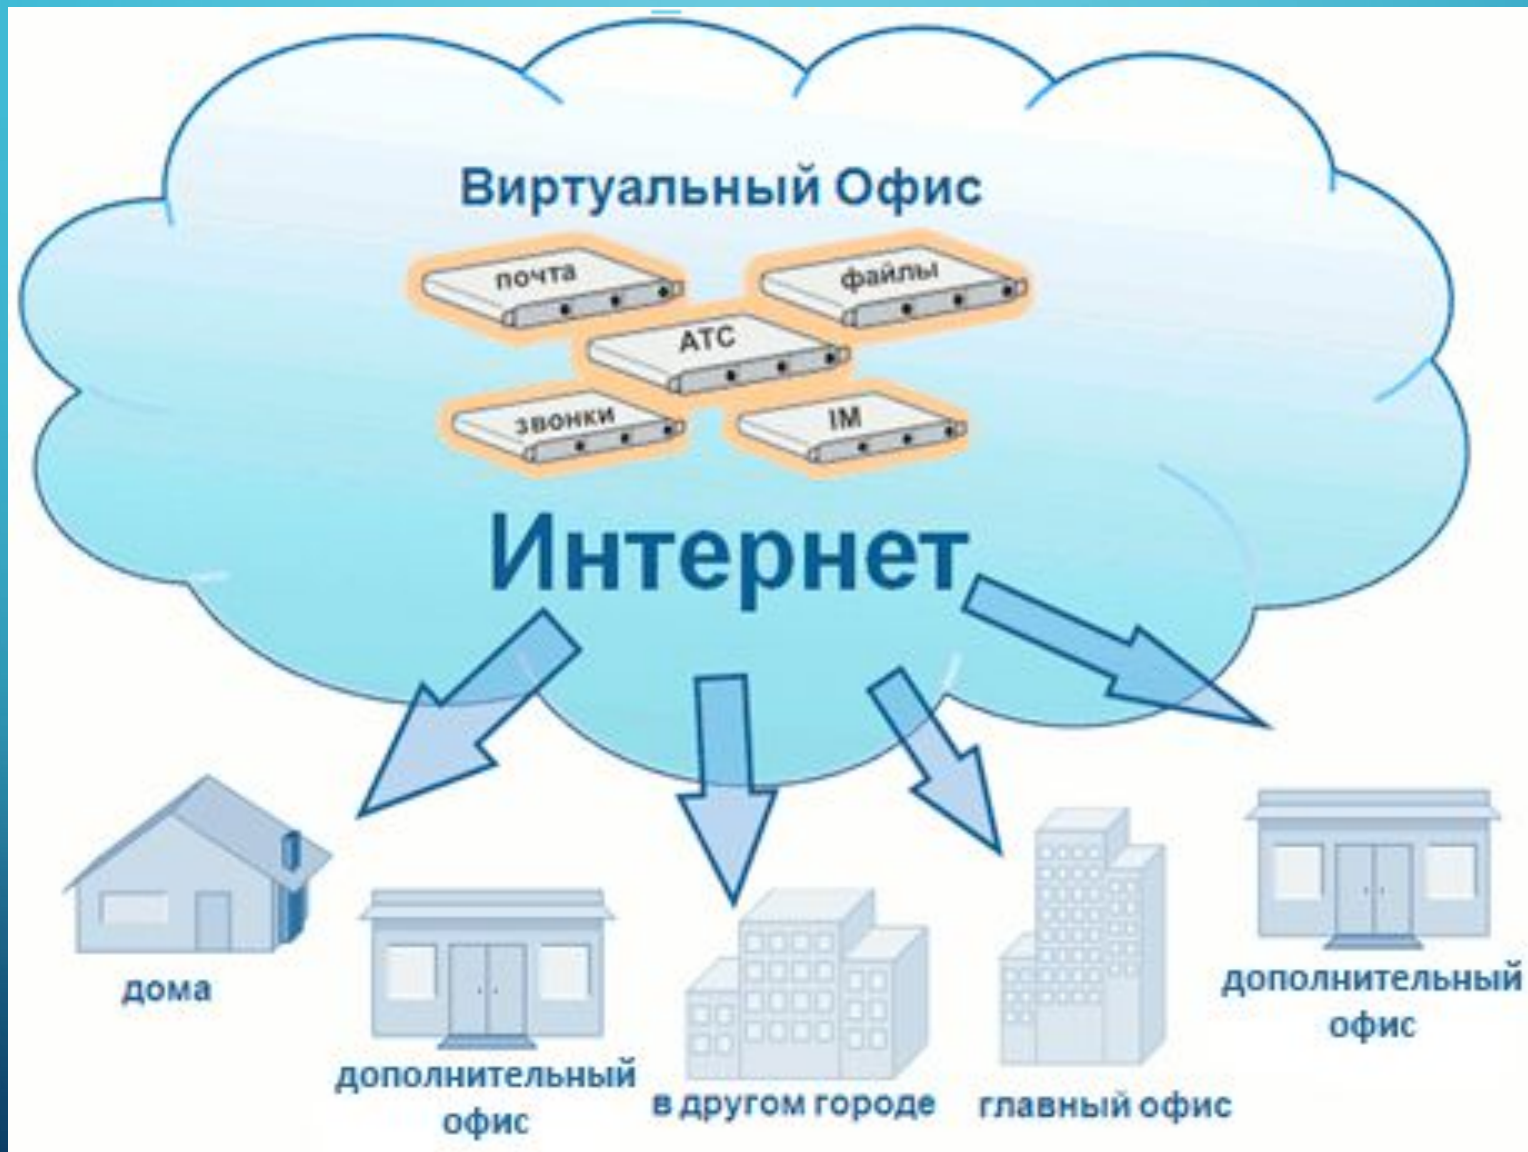 Виртуальный Офис
почта
файлы
АТС
звонки
IM
Интернет
дома
дополнительный
офис
в другом городе
главный офис
дополнительный
офис